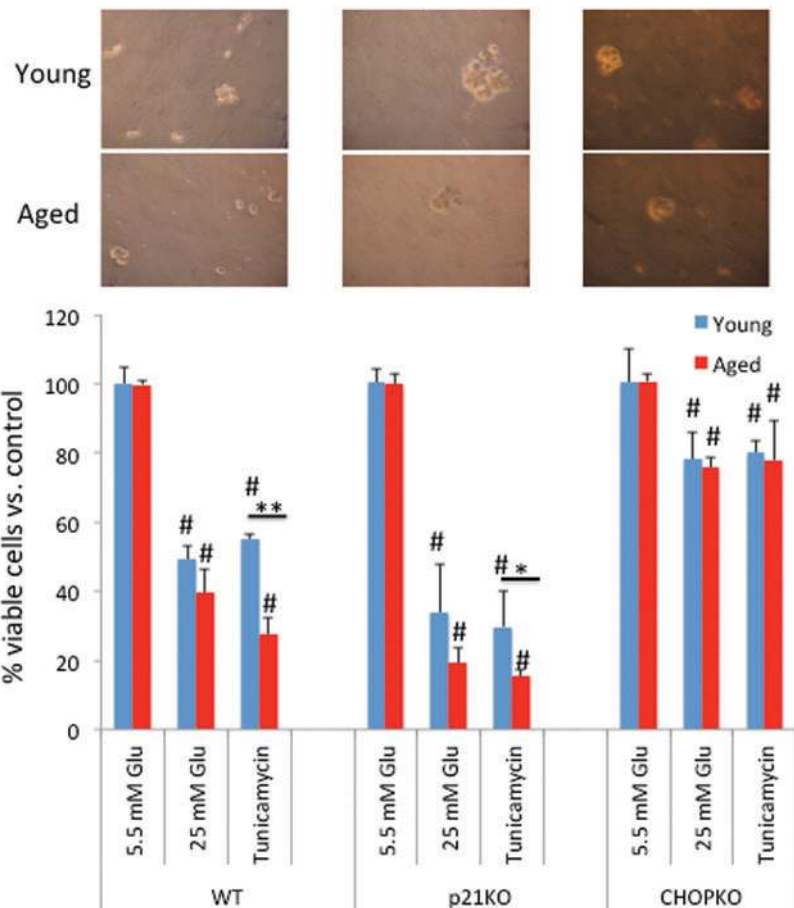 Young
Aged
% viable cells vs. control
120
100
80
60
40
20
0
Young
Aged
#
#
#
**
#
#
#
#
*
#
#
#
#
#
5.5 mM Glu
25 mM Glu
Tunicamycin
5.5 mM Glu
25 mM Glu
Tunicamycin
5.5 mM Glu
25 mM Glu
Tunicamycin
WT
p21KO
CHOPKO